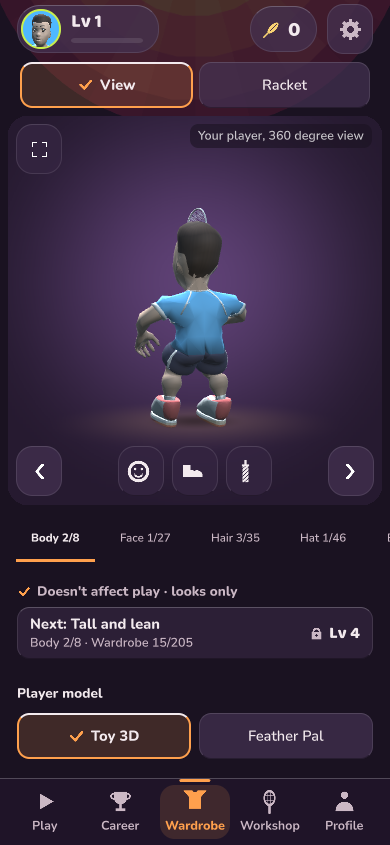 Lv 1
0
View
Racket
Your player, 360 degree view
Body 2/8
Face 1/27
Hair 3/35
Hat 1/46
Doesn't affect play · looks only
Next: Tall and lean
Body 2/8 · Wardrobe 15/205
Lv 4
Player model
Toy 3D
Feather Pal
Play
Career
Wardrobe
Workshop
Profile